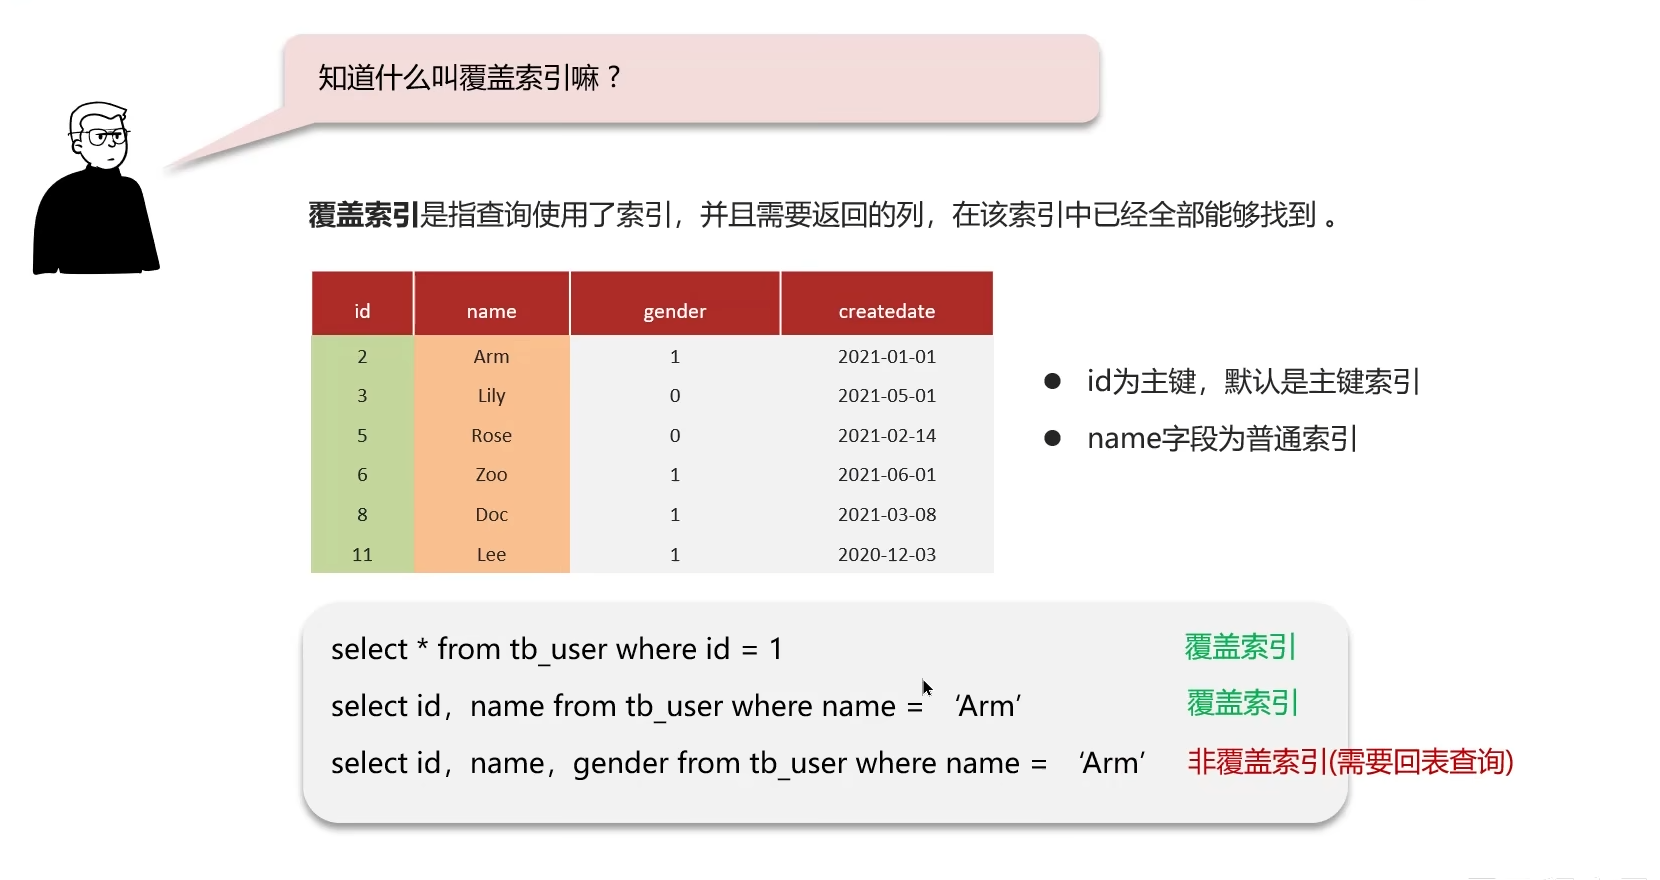 知道什么叫覆盖索引嘛？
覆盖索引是指查询使用了索引，并且需要返回的列，在该索引中已经全部能够找到 。
id name gender createdate
2 Arm 1 2021-01-01
3 Lily 0 2021-05-01
5 Rose 0 2021-02-14
6 Zoo 1 2021-06-01
8 Doc 1 2021-03-08
11 Lee 1 2020-12-03
● id为主键，默认是主键索引
● name字段为普通索引
select * from tb_user where id = 1 覆盖索引
select id，name from tb_user where name = ‘Arm’ 覆盖索引
select id，name，gender from tb_user where name = ‘Arm’ 非覆盖索引(需要回表查询)